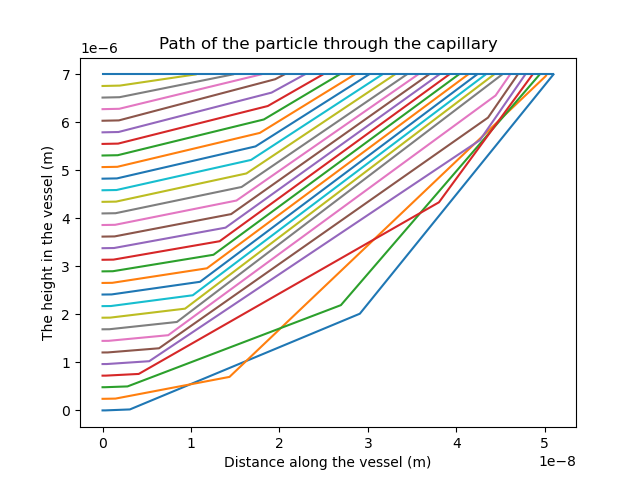 Path of the particle through the capillary
1e−6
7
6
5
4
3
2
1
0
The height in the vessel (m)
0 1 2 3 4 5
1e−8
Distance along the vessel (m)